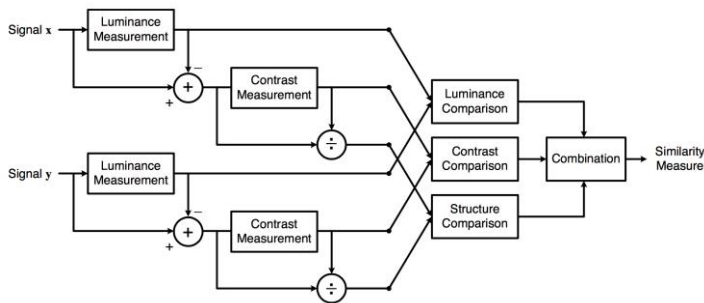 Signal x
Luminance
Measurement
−
+
+
Contrast
Measurement
÷
Luminance
Comparison
Signal y
Luminance
Measurement
Contrast
Comparison
Combination
Similarity
Measure
−
+
+
Contrast
Measurement
÷
Structure
Comparison